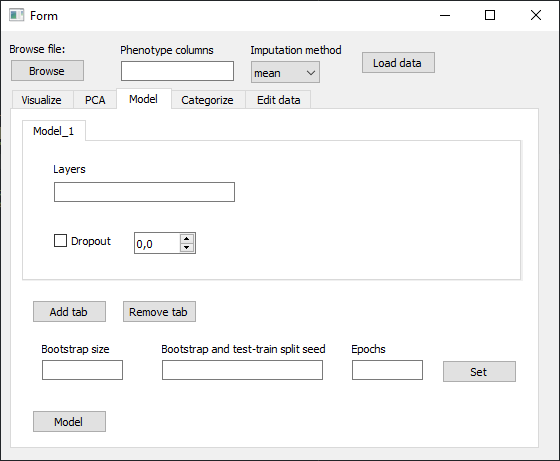 Form
Browse file:
Phenotype columns
Imputation method
Browse
mean
Load data
Visualize
PCA
Model
Categorize
Edit data
Model_1
Layers
Dropout
0,0
Add tab
Remove tab
Bootstrap size
Bootstrap and test-train split seed
Epochs
Set
Model